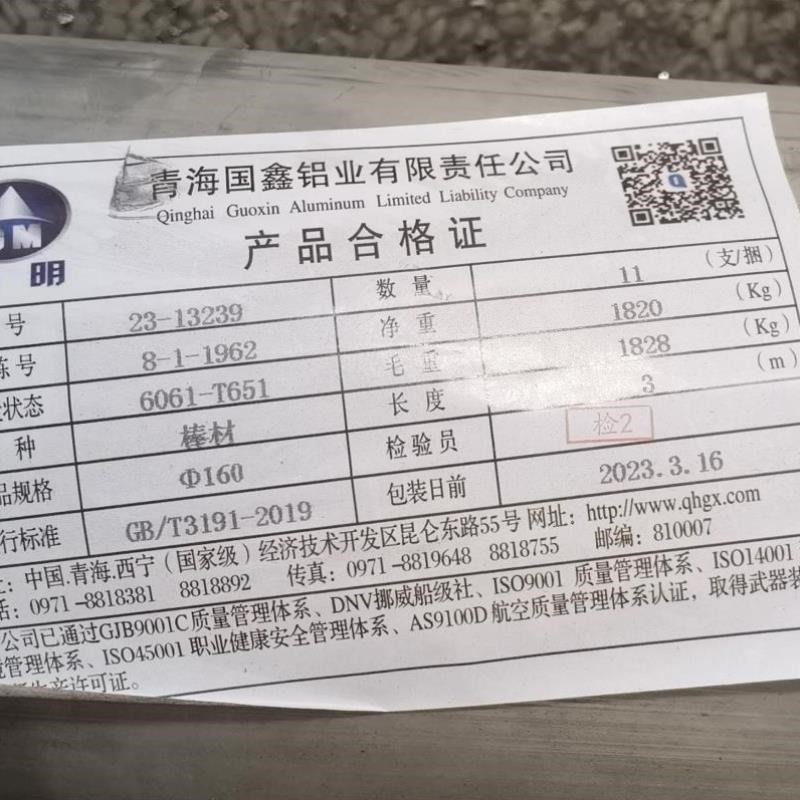 青海国鑫铝业有限责任公司
Qinghai Guoxin Aluminum Limited Liability Company
产品合格证
明
号 23-13239 数量 11 (支/捆)
炼号 8-1-1962 净重 1820 (Kg)
状态 6061-T651 毛重 1828 (Kg)
种 棒材 长度 3 (m)
品规格 Φ160 检验员 检2
行标准 GB/T3191-2019 包装日前 2023.3.16
址：中国.青海.西宁（国家级）经济技术开发区昆仑东路55号 网址：http://www.qhgx.com
话：0971-8818381 8818892 传真：0971-8819648 8818755 邮编：810007
公司已通过GJB9001C质量管理体系、DNV挪威船级社、ISO9001 质量管理体系、ISO14001
管理体系、ISO45001 职业健康安全管理体系、AS9100D航空质量管理体系认证，取得武器装
生产许可证。